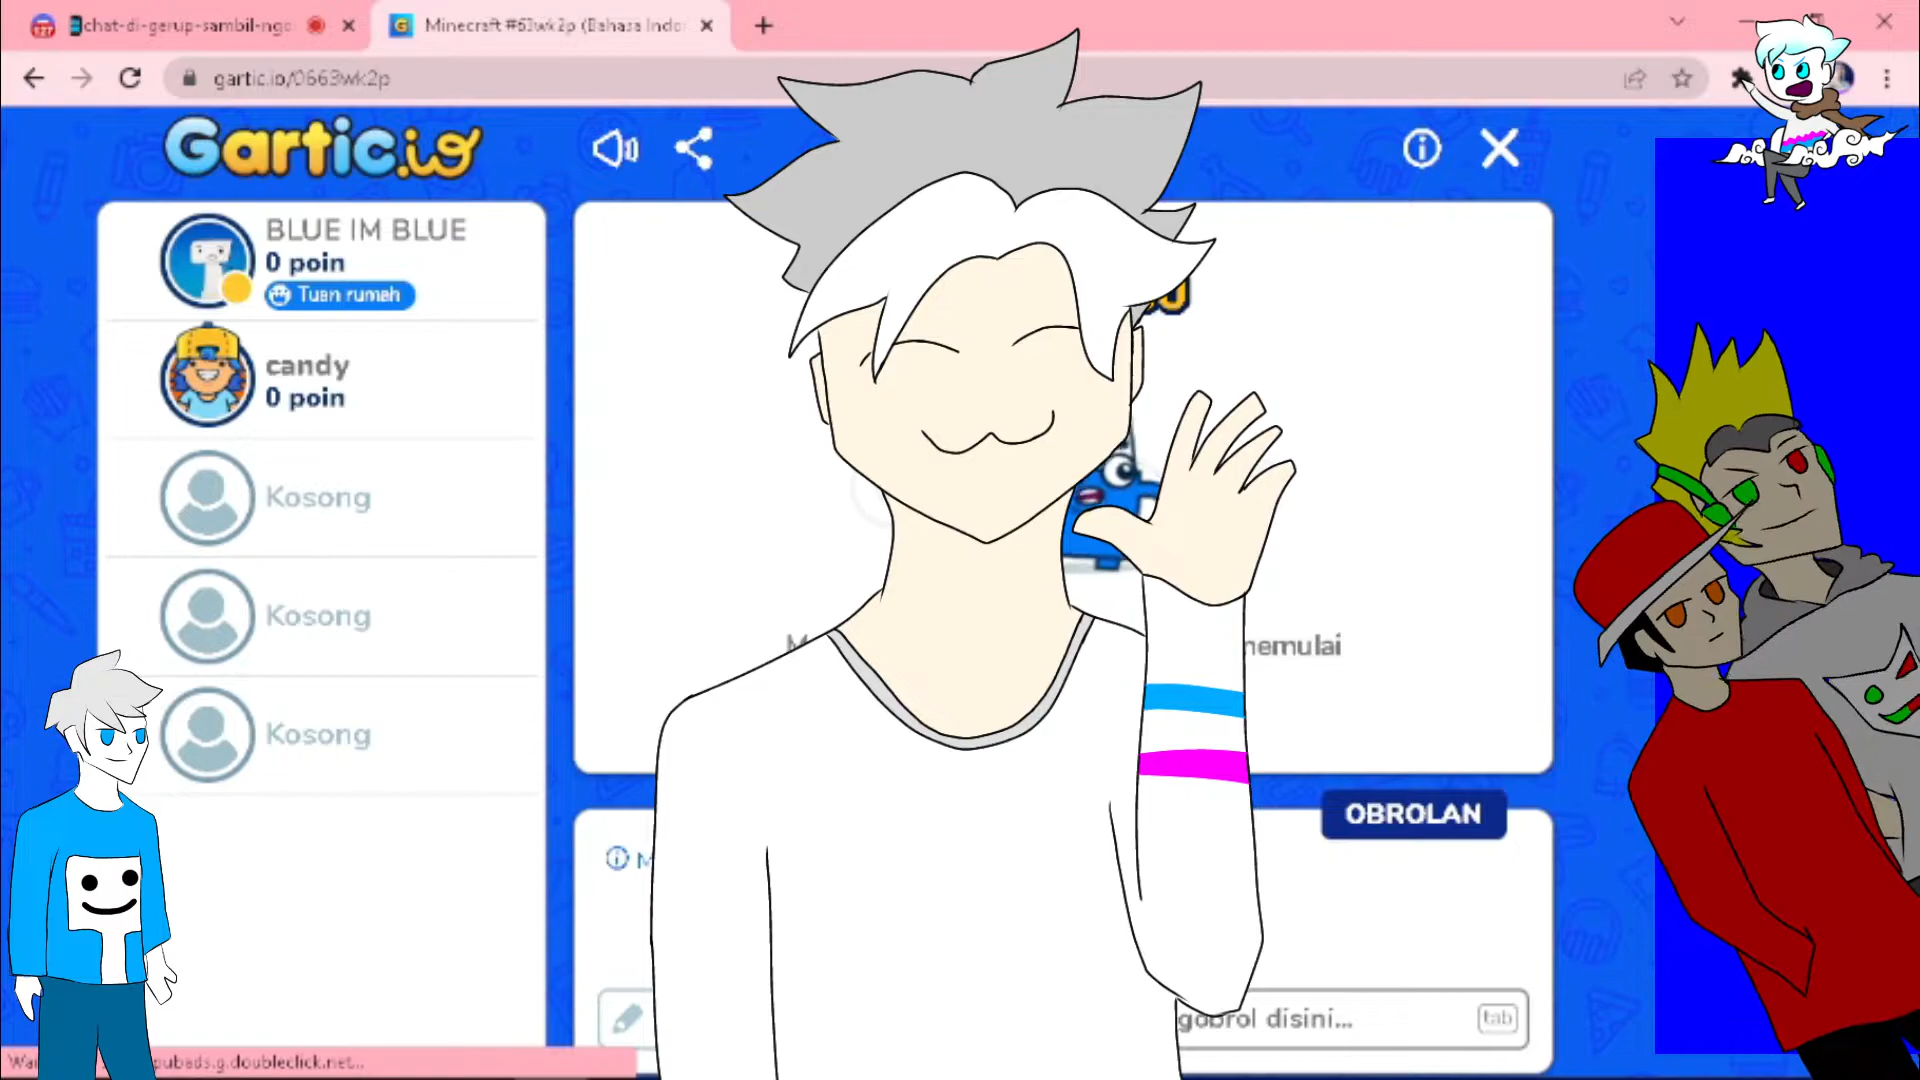 chat-di-gerup-sambil-ngo
Minecraft #63wk2p (Bahasa Indo
gartic.io/0663wk2p
Gartic.io
BLUE IM BLUE
0 poin
Tuan rumah
candy
0 poin
Kosong
Kosong
Kosong
memulai
OBROLAN
gobrol disini...
tab
pubads.g.doubleclick.net...